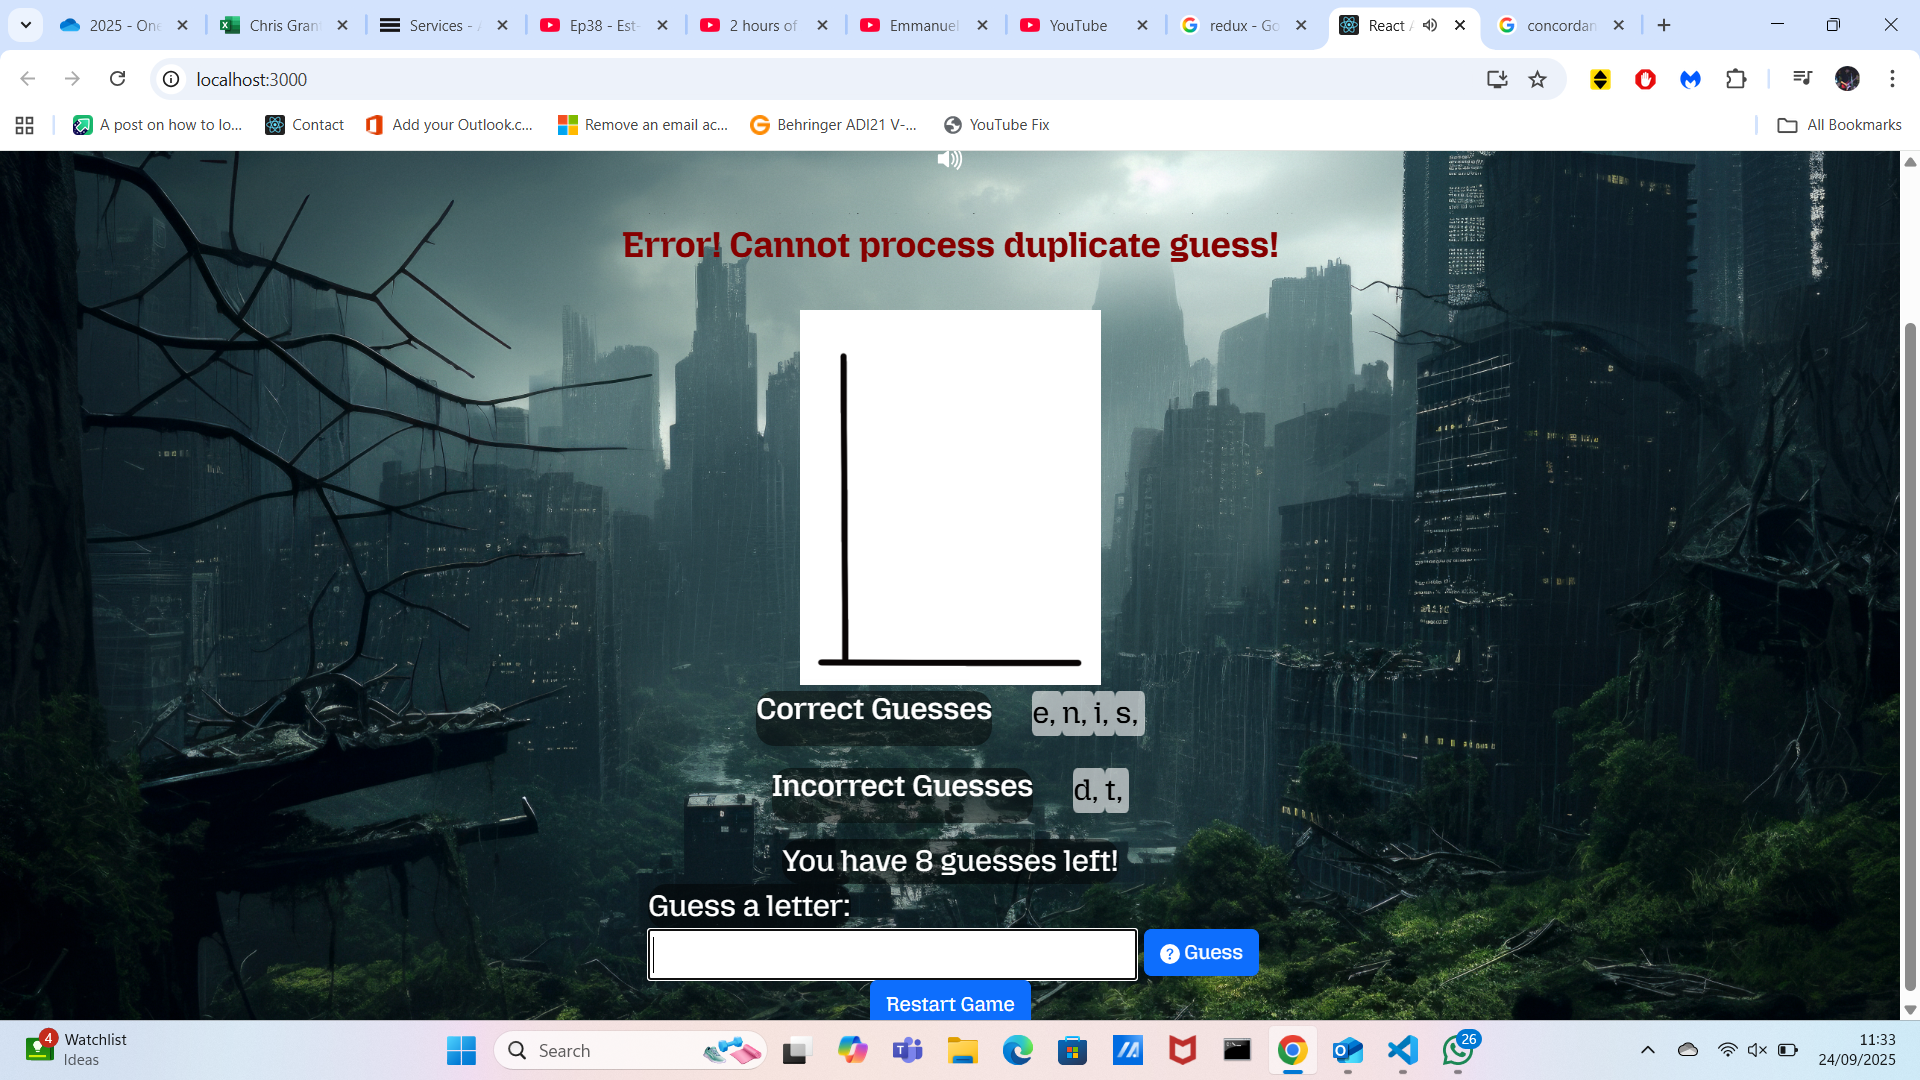 2025 - One
Chris Gran
Services - A
Ep38 - Est-
2 hours of
Emmanuel
YouTube
redux - Go
React A
concordan
localhost:3000
A post on how to lo...
Contact
Add your Outlook.c...
Remove an email ac...
Behringer ADI21 V-...
YouTube Fix
All Bookmarks
Error! Cannot process duplicate guess!
Correct Guesses e, n, i, s,
Incorrect Guesses d, t,
You have 8 guesses left!
Guess a letter:
? Guess
Restart Game
4
Watchlist
Ideas
Search
26
11:33
24/09/2025